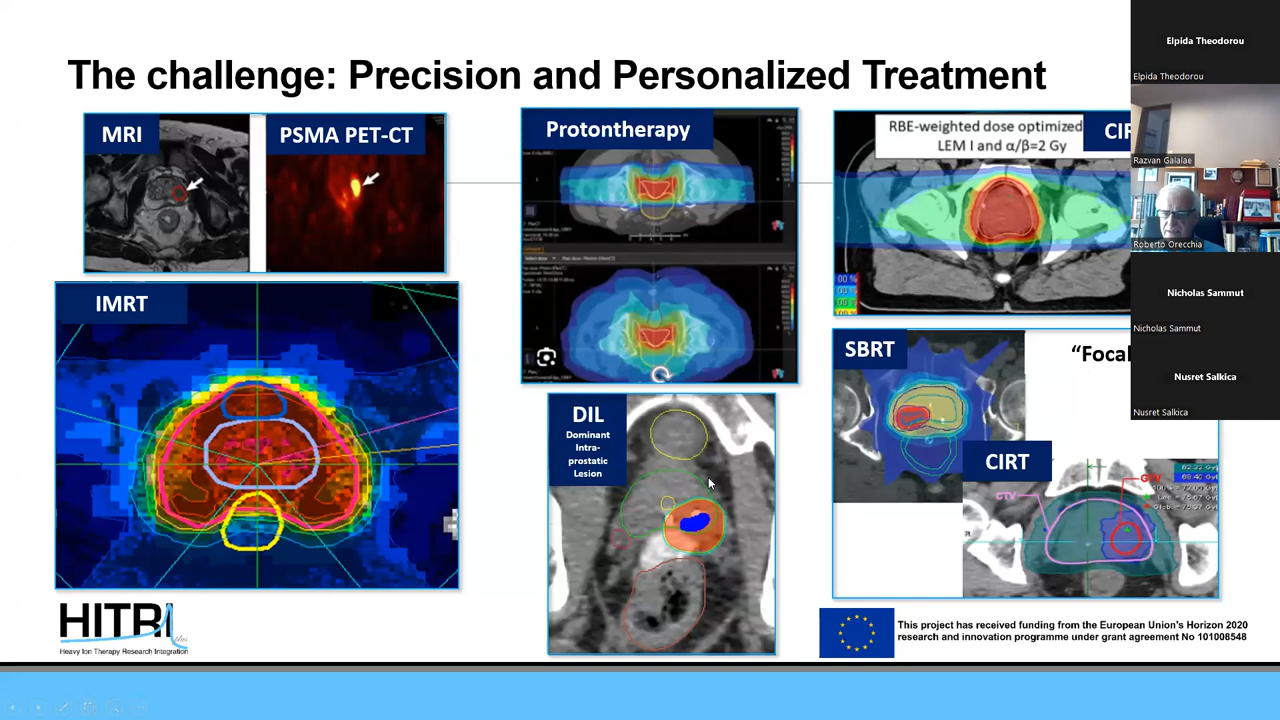 The challenge: Precision and Personalized Treatment
MRI
PSMA PET-CT
IMRT
Protontherapy
RBE-weighted dose optimized
LEM I and α/β=2 Gy
CIR
DIL
Dominant
Intra-
prostatic
Lesion
SBRT
“Focal
CIRT
GTV
CTV
HITRI
plus
Heavy Ion Therapy Research Integration
This project has received funding from the European Union's Horizon 2020
research and innovation programme under grant agreement No 101008548
Elpida Theodorou
Elpida Theodorou
Razvan Galalae
Roberto Orecchia
Nicholas Sammut
Nicholas Sammut
Nusret Salkica
Nusret Salkica